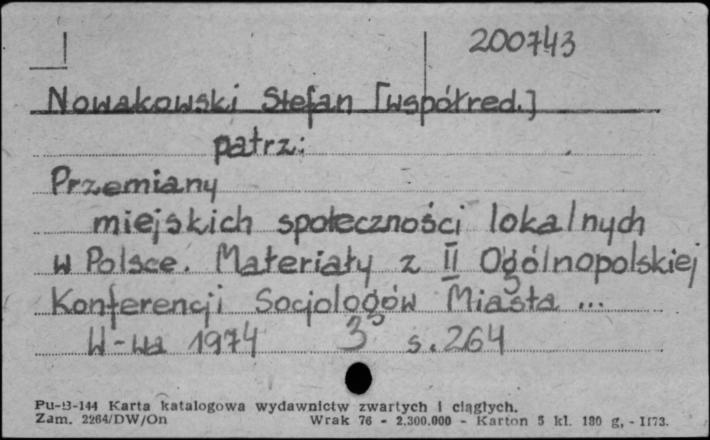 200743
Nowakowski Stefan [współred.]
patrz:
Przemiany
miejskich społeczności lokalnych
w Polsce. Materiały z II Ogólnopolskiej
Konferencji Socjologów Miasta ...
W-wa 1974 3° s. 264
Pu-B-144 Karta katalogowa wydawnictw zwartych i ciągłych.
Zam. 2264/DW/On Wrak 76 - 2.300.000 - Karton 5 kl. 180 g, - II73.